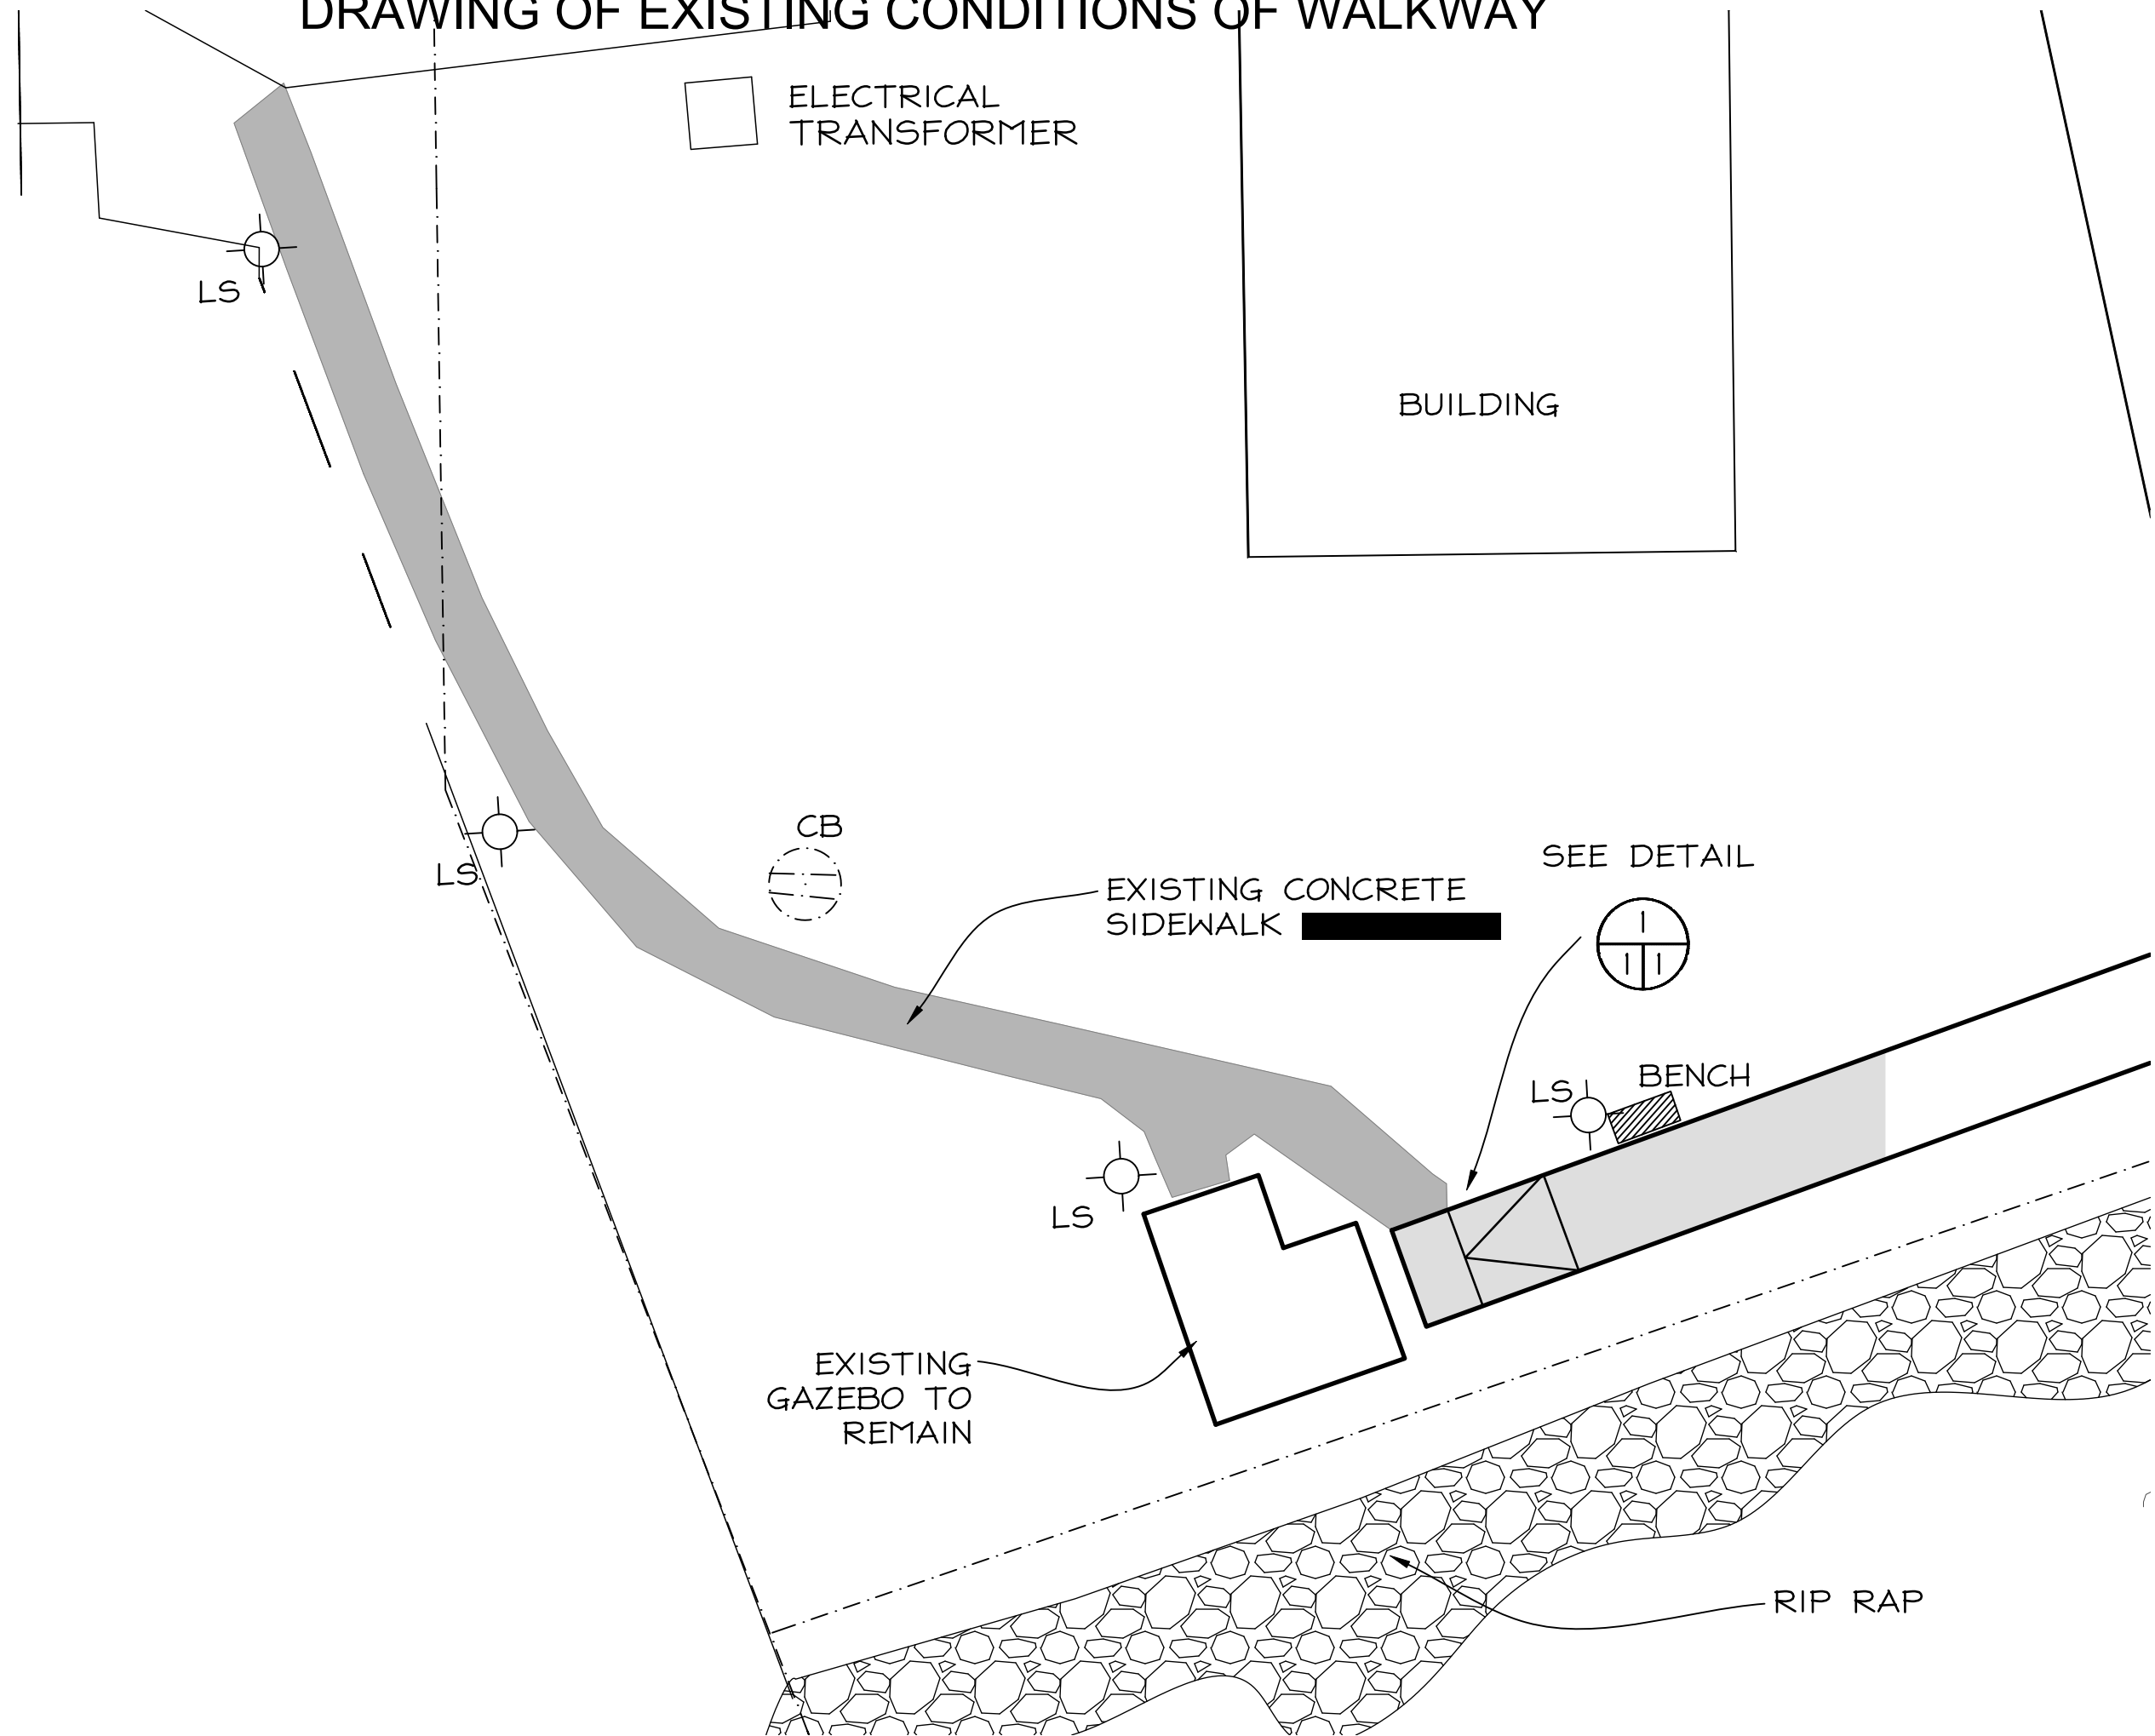 DRAWING OF EXISTING CONDITIONS OF WALKWAY
ELECTRICAL
TRANSFORMER
LS
BUILDING
CB
LS
EXISTING CONCRETE
SIDEWALK
SEE DETAIL
1
1 1
LS
BENCH
LS
EXISTING
GAZEBO TO
REMAIN
RIP RAP